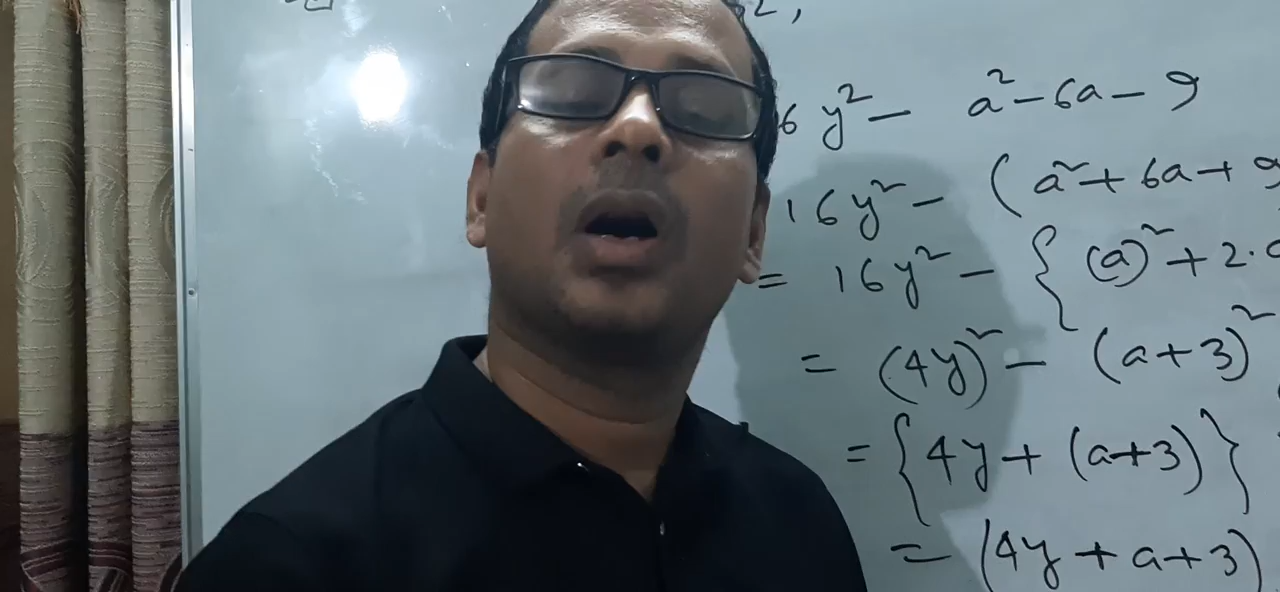 2,
6y² - a² - 6a - 9
16y² - (a² + 6a + 9
= 16y² - { (a)² + 2.
= (4y)² - (a+3)²
= {4y + (a+3)}
= (4y + a+3)